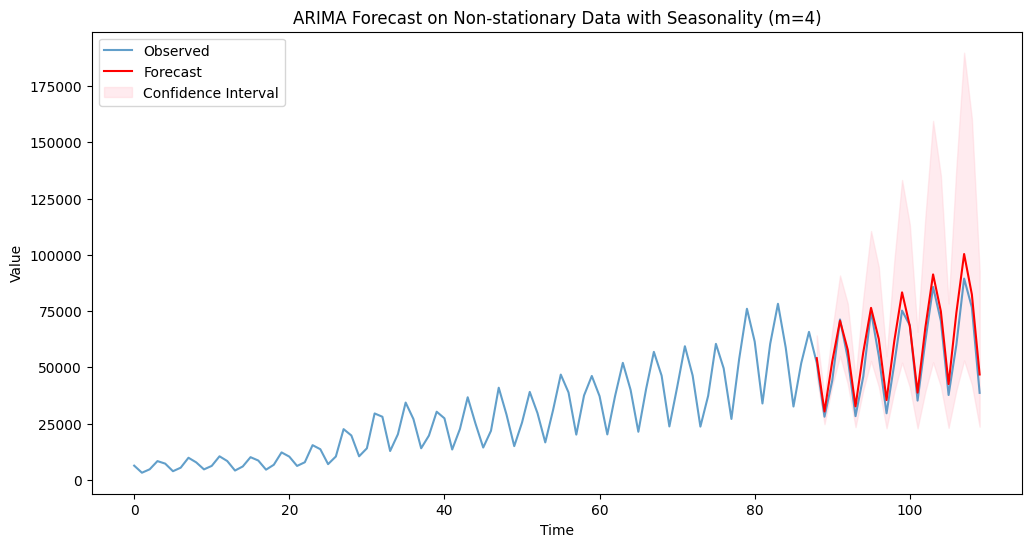 ARIMA Forecast on Non-stationary Data with Seasonality (m=4)
Observed
Forecast
Confidence Interval
175000
150000
125000
100000
75000
50000
25000
0
Value
0 20 40 60 80 100
Time